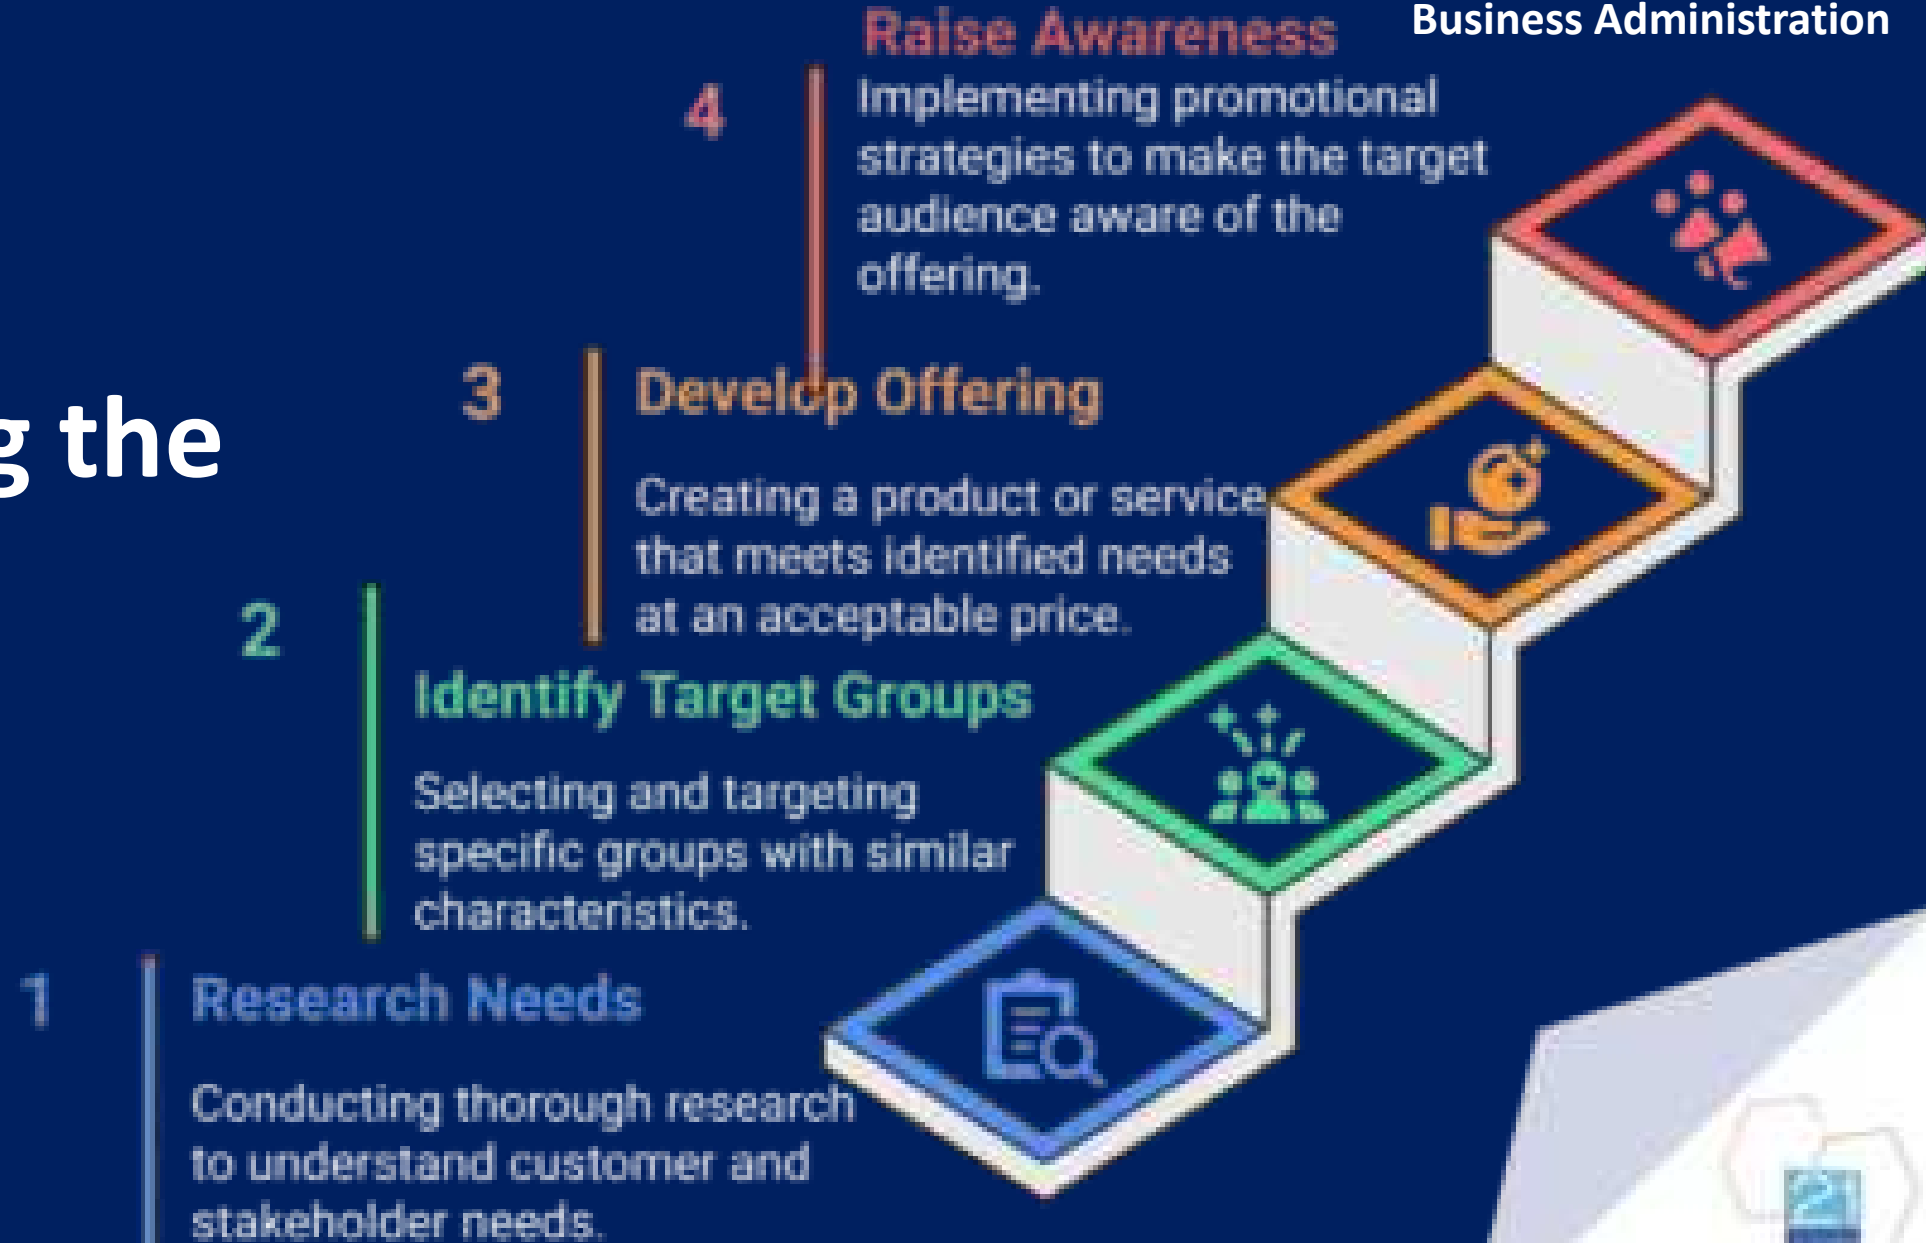 Business Administration
Raise Awareness
4
Implementing promotional
strategies to make the target
audience aware of the
offering.
g the
3
Develop Offering
Creating a product or service
that meets identified needs
at an acceptable price.
2
Identify Target Groups
Selecting and targeting
specific groups with similar
characteristics.
1
Research Needs
Conducting thorough research
to understand customer and
stakeholder needs.